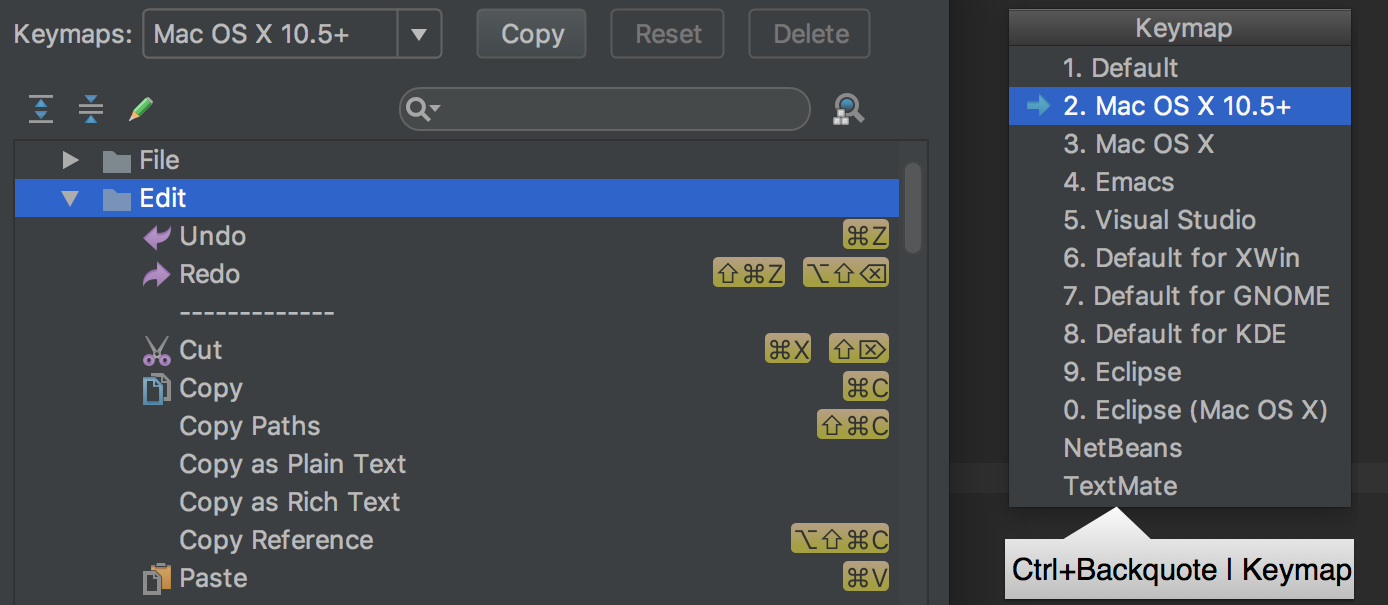 Keymaps: Mac OS X 10.5+ Copy Reset Delete
File
Edit
Undo ⌘Z
Redo ⇧⌘Z ⌥⇧⌫
-------------
Cut ⌘X ⇧⌦
Copy ⌘C
Copy Paths ⇧⌘C
Copy as Plain Text
Copy as Rich Text
Copy Reference ⌥⇧⌘C
Paste ⌘V
Keymap
1. Default
2. Mac OS X 10.5+
3. Mac OS X
4. Emacs
5. Visual Studio
6. Default for XWin
7. Default for GNOME
8. Default for KDE
9. Eclipse
0. Eclipse (Mac OS X)
NetBeans
TextMate
Ctrl+Backquote | Keymap